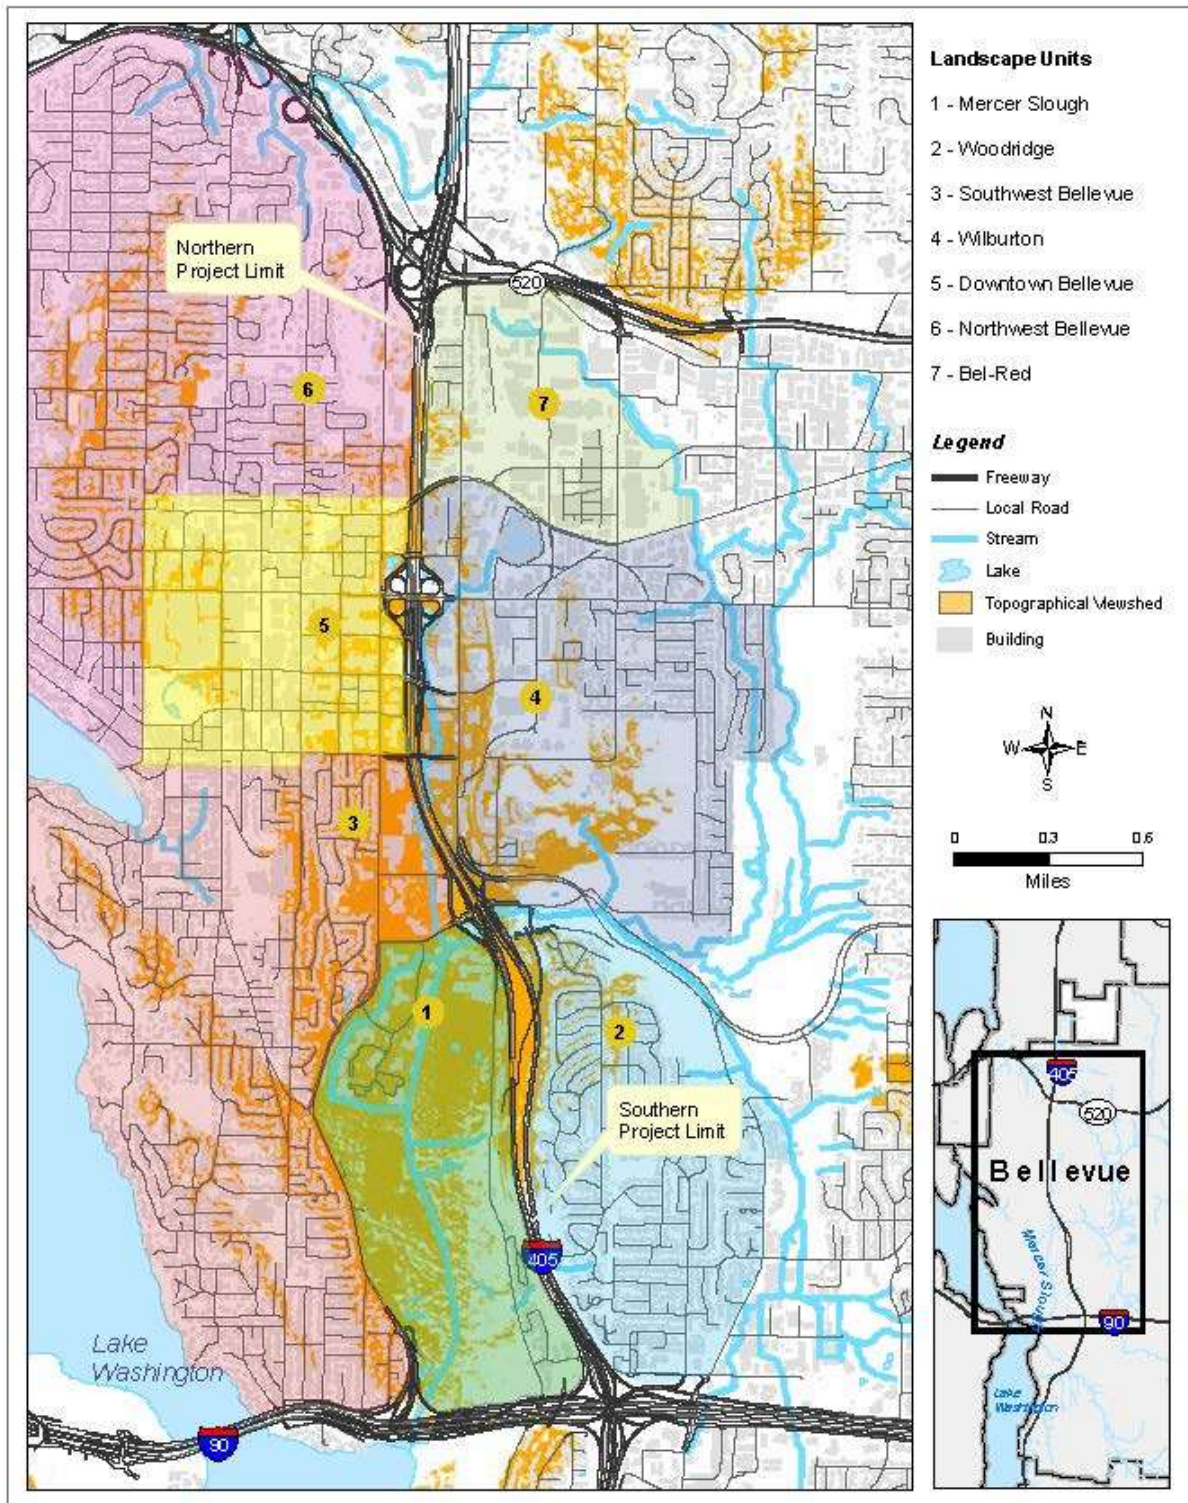 Northern
Project Limit
520
6
7
5
4
3
1
2
Southern
Project Limit
405
Lake
Washington
90
Landscape Units
1 - Mercer Slough
2 - Woodridge
3 - Southwest Bellevue
4 - Wilburton
5 - Downtown Bellevue
6 - Northwest Bellevue
7 - Bel-Red
Legend
Freeway
Local Road
Stream
Lake
Topographical Viewshed
Building
N
W E
S
0 0.3 0.6
Miles
405
520
Bellevue
Mercer Slough
90
Lake
Washington